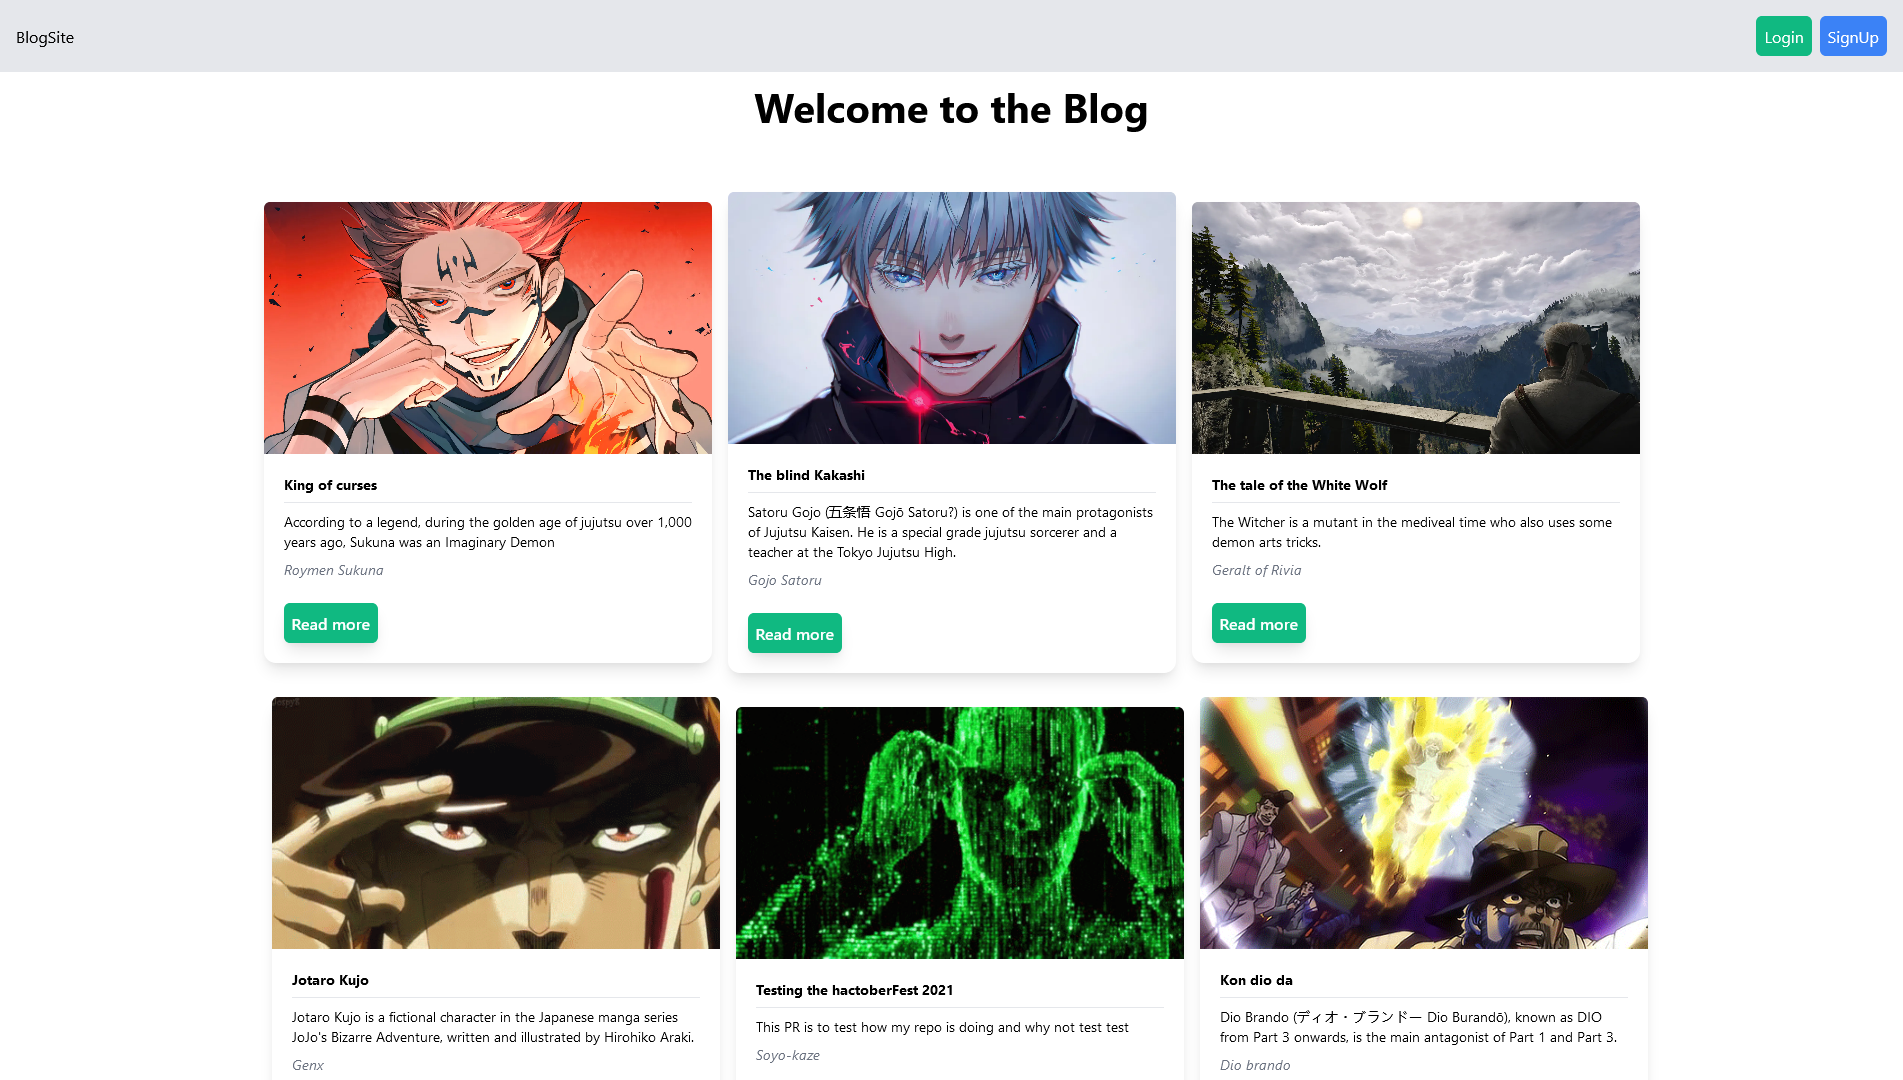 BlogSite
Login
SignUp
Welcome to the Blog
King of curses
According to a legend, during the golden age of jujutsu over 1,000
years ago, Sukuna was an Imaginary Demon
Roymen Sukuna
Read more
The blind Kakashi
Satoru Gojo (五条悟 Gojō Satoru?) is one of the main protagonists
of Jujutsu Kaisen. He is a special grade jujutsu sorcerer and a
teacher at the Tokyo Jujutsu High.
Gojo Satoru
Read more
The tale of the White Wolf
The Witcher is a mutant in the mediveal time who also uses some
demon arts tricks.
Geralt of Rivia
Read more
Jotaro Kujo
Jotaro Kujo is a fictional character in the Japanese manga series
JoJo's Bizarre Adventure, written and illustrated by Hirohiko Araki.
Genx
Testing the hactoberFest 2021
This PR is to test how my repo is doing and why not test test
Soyo-kaze
Kon dio da
Dio Brando (ディオ・ブランドー Dio Burandō), known as DIO
from Part 3 onwards, is the main antagonist of Part 1 and Part 3.
Dio brando